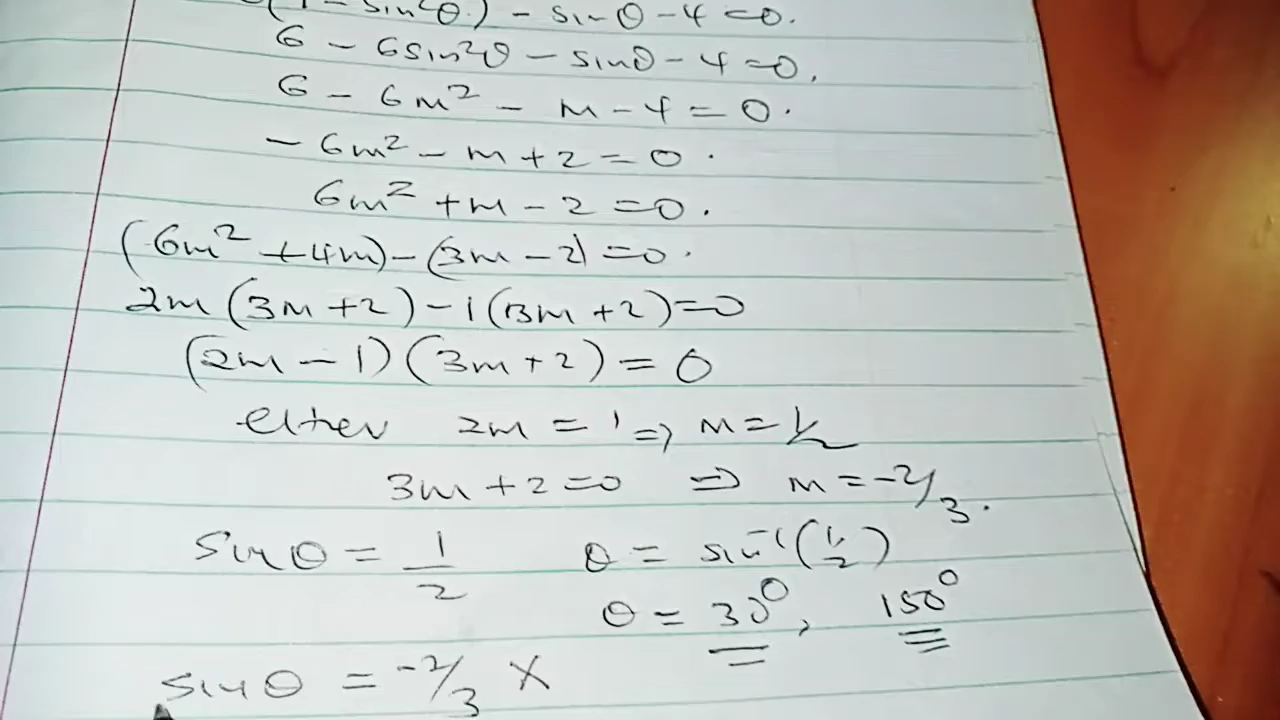 (1 - sin²θ) - sinθ - 4 = 0.
6 - 6sin²θ - sinθ - 4 = 0.
6 - 6m² - m - 4 = 0.
- 6m² - m + 2 = 0.
6m² + m - 2 = 0.
(6m² + 4m) - (3m - 2) = 0.
2m (3m + 2) - 1 (3m + 2) = 0
(2m - 1) (3m + 2) = 0
either 2m = 1 => m = 1/2
3m + 2 = 0 => m = -2/3.
sinθ = 1/2 θ = sin⁻¹(1/2)
θ = 30°, 150°
sinθ = -2/3 X